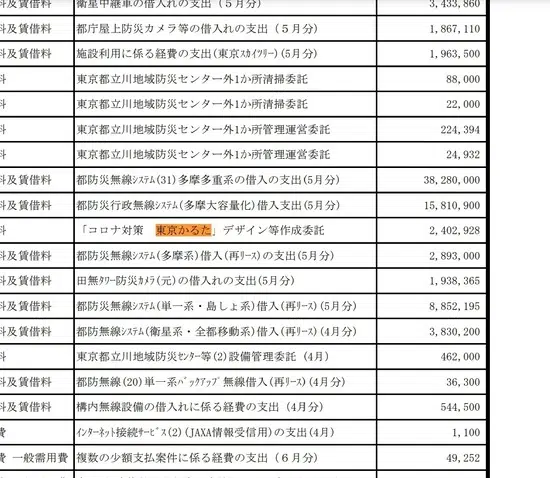 料及賃借料 衛星中継車の借入れの支出（５月分） 3,433,860
料及賃借料 都庁屋上防災カメラ等の借入れの支出（５月分） 1,867,110
料及賃借料 施設利用に係る経費の支出(東京ｽｶｲﾂﾘｰ)(5月分) 1,963,500
料 東京都立川地域防災センター外1か所清掃委託 88,000
料 東京都立川地域防災センター外1か所清掃委託 22,000
料 東京都立川地域防災センター外1か所管理運営委託 224,394
料 東京都立川地域防災センター外1か所管理運営委託 24,932
料及賃借料 都防災無線ｼｽﾃﾑ(31)多摩多重系の借入の支出(5月分) 38,280,000
料及賃借料 都防災行政無線ｼｽﾃﾑ(多摩大容量化)借入支出(5月分) 15,810,900
料 「コロナ対策　東京かるた」デザイン等作成委託 2,402,928
料及賃借料 都防災無線ｼｽﾃﾑ(多摩系)借入(再ﾘｰｽ)の支出(5月分) 2,893,000
料及賃借料 田無ﾀﾜｰ防災ｶﾒﾗ(元)の借入れの支出(5月分) 1,938,365
料及賃借料 都防災無線ｼｽﾃﾑ(単一系・島しょ系)借入(再ﾘｰｽ)(5月分) 8,852,195
料及賃借料 都防無線ｼｽﾃﾑ(衛星系・全都移動系)借入(再ﾘｰｽ)(4月分) 3,830,200
料 東京都立川地域防災ｾﾝﾀｰ等(2)設備管理委託（4月） 462,000
料及賃借料 都防無線(20)単一系ﾊﾞｯｸｱｯﾌﾟ無線借入(再ﾘｰｽ)(4月分) 36,300
料及賃借料 構内無線設備の借入れに係る経費の支出（4月分） 544,500
費 ｲﾝﾀｰﾈｯﾄ接続ｻｰﾋﾞｽ(2)(JAXA情報受信用)の支出(4月) 1,100
費 一般需用費 複数の少額支払案件に係る経費の支出（６月分） 49,252